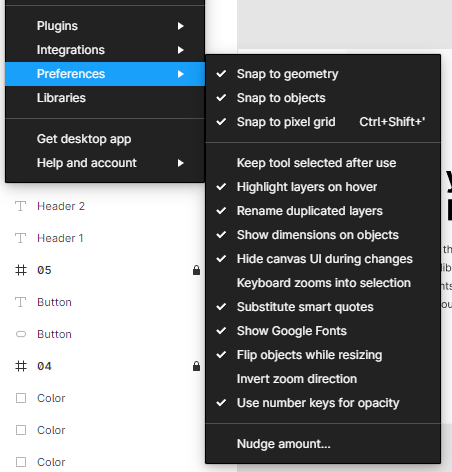 Plugins
Integrations
Preferences
Libraries
Get desktop app
Help and account
Snap to geometry
Snap to objects
Snap to pixel grid Ctrl+Shift+'
Keep tool selected after use
Highlight layers on hover
Rename duplicated layers
Show dimensions on objects
Hide canvas UI during changes
Keyboard zooms into selection
Substitute smart quotes
Show Google Fonts
Flip objects while resizing
Invert zoom direction
Use number keys for opacity
Nudge amount...
Header 2
Header 1
05
Button
Button
04
Color
Color
Color